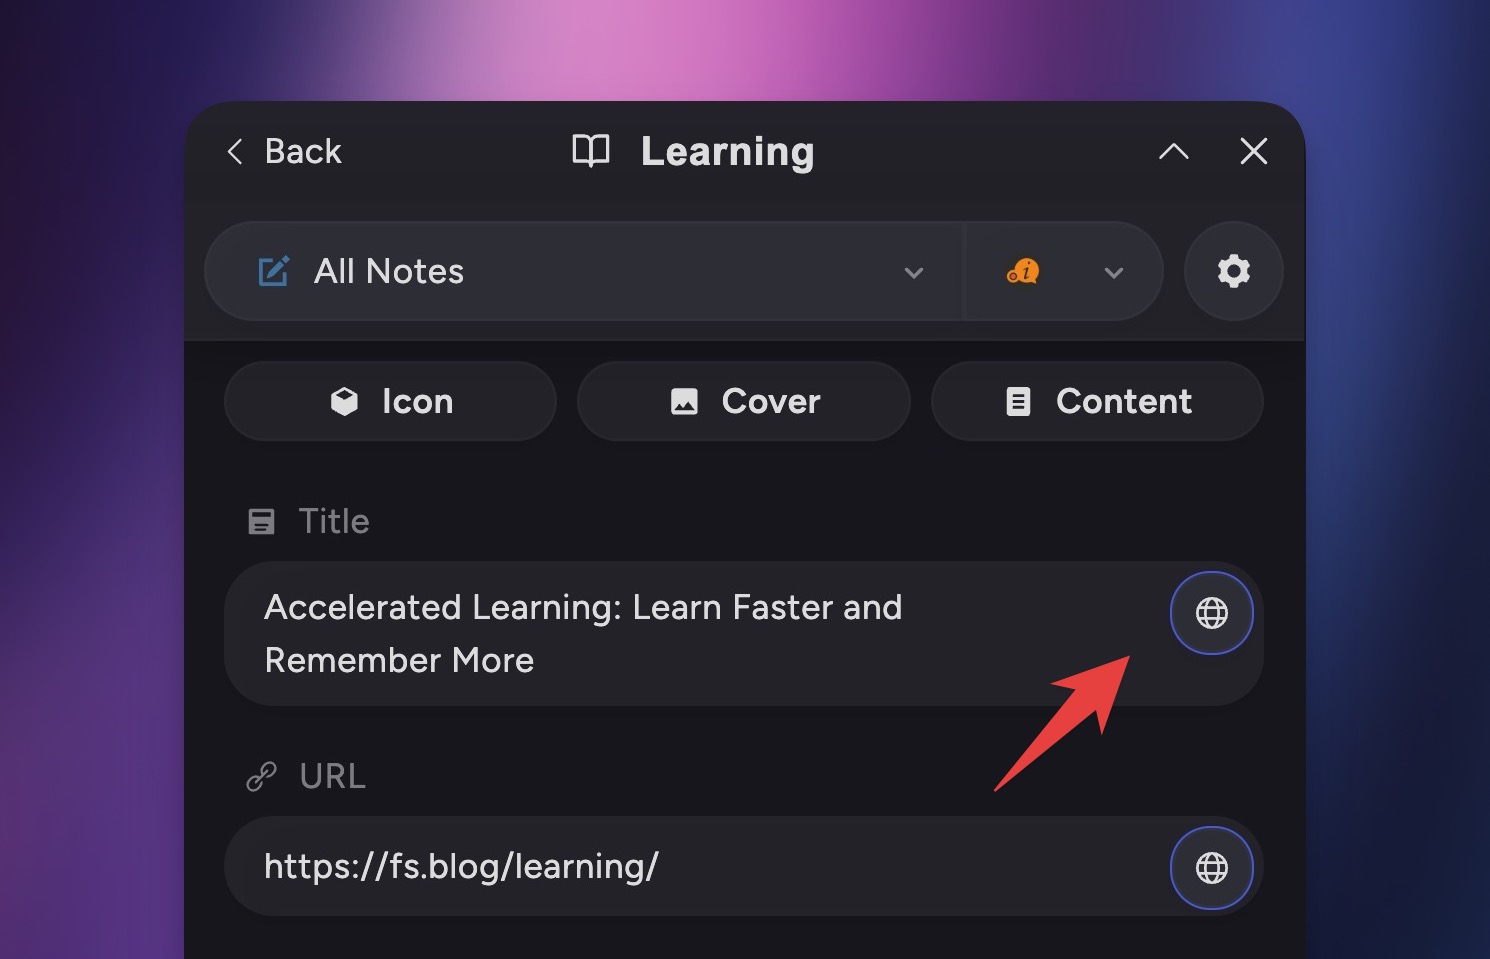 Back
Learning
All Notes
Icon
Cover
Content
Title
Accelerated Learning: Learn Faster and
Remember More
URL
https://fs.blog/learning/